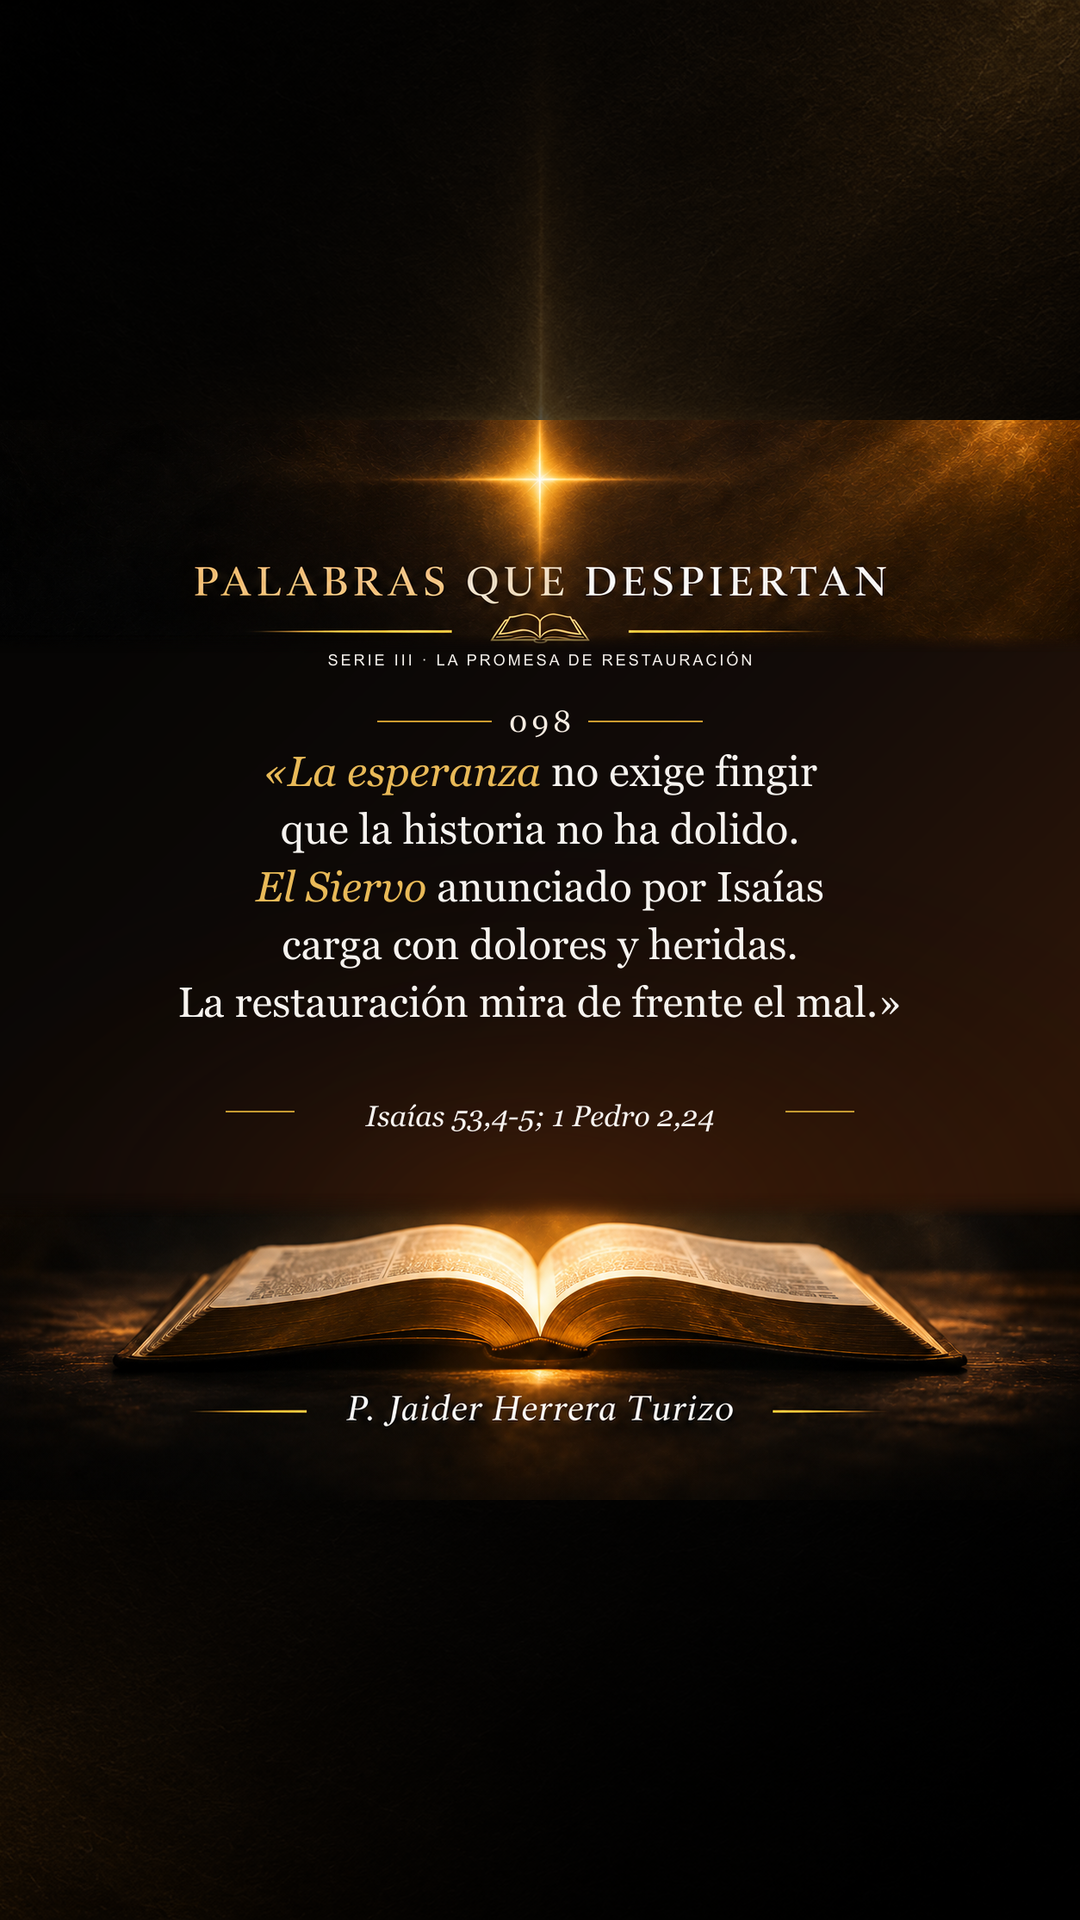 PALABRAS QUE DESPIERTAN
SERIE III · LA PROMESA DE RESTAURACIÓN
098
«La esperanza no exige fingir
que la historia no ha dolido.
El Siervo anunciado por Isaías
carga con dolores y heridas.
La restauración mira de frente el mal.»
Isaías 53,4-5; 1 Pedro 2,24
P. Jaider Herrera Turizo